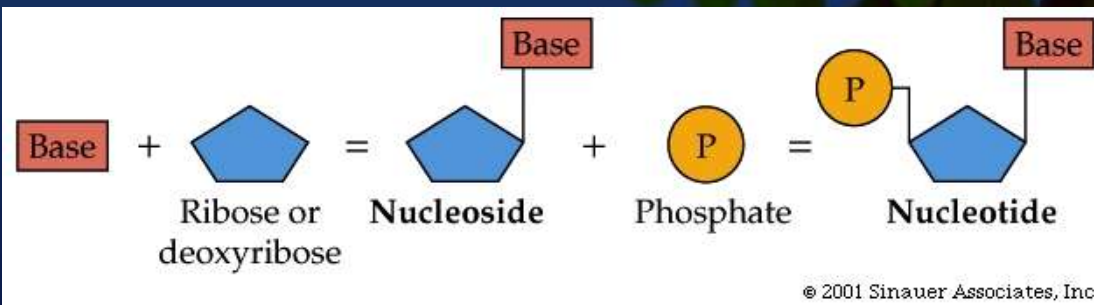 Base
Base
P
Base + = + P =
Ribose or
deoxyribose
Nucleoside
Phosphate
Nucleotide
© 2001 Sinauer Associates, Inc